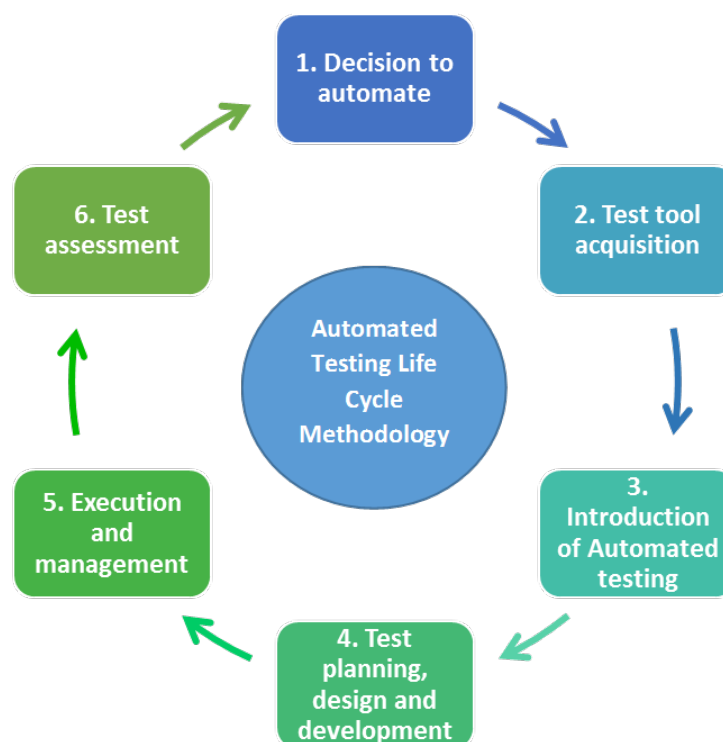 1. Decision to
automate
2. Test tool
acquisition
3.
Introduction
of Automated
testing
4. Test
planning,
design and
development
5. Execution
and
management
6. Test
assessment
Automated
Testing Life
Cycle
Methodology